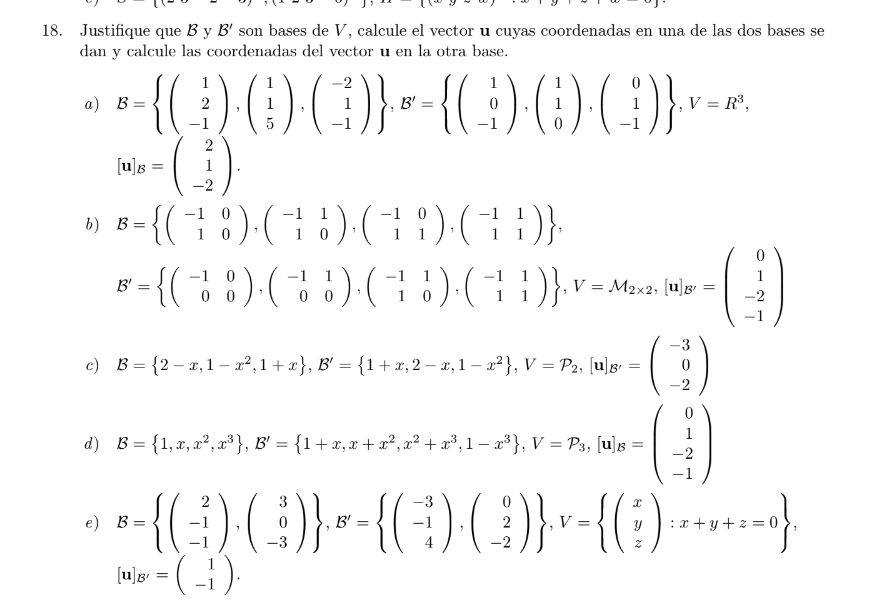 18. Justifique que B y B′ son bases de V, calcule el vector u cuyas coordenadas en una de las dos bases se
dan y calcule las coordenadas del vector u en la otra base.
a) B = {(1 2 −1), (1 1 5), (−2 1 −1)}, B′ = {(1 0 −1), (1 1 0), (0 1 −1)}, V = R³,
[u]B = (2 1 −2).
b) B = {(−1 0 1 0), (−1 1 1 0), (−1 0 1 1), (−1 1 1 1)},
B′ = {(−1 0 0 0), (−1 1 0 0), (−1 1 1 0), (−1 1 1 1)}, V = M2×2, [u]B′ = (0 1 −2 −1)
c) B = {2 − x, 1 − x², 1 + x}, B′ = {1 + x, 2 − x, 1 − x²}, V = P2, [u]B′ = (−3 0 −2)
d) B = {1, x, x², x³}, B′ = {1 + x, x + x², x² + x³, 1 − x³}, V = P3, [u]B = (0 1 −2 −1)
e) B = {(2 −1 −1), (3 0 −3)}, B′ = {(−3 −1 4), (0 2 −2)}, V = {(x y z) : x + y + z = 0},
[u]B′ = (1 −1).